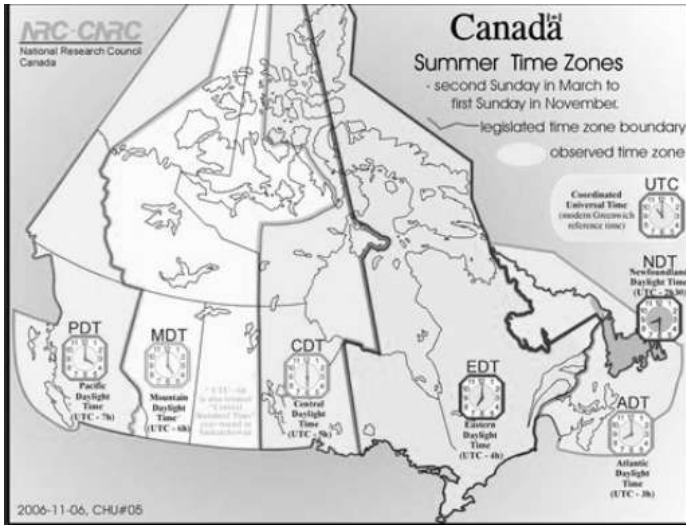 NRC-CNRC
National Research Council
Canada
Canada
Summer Time Zones
- second Sunday in March to
first Sunday in November.
legislated time zone boundary
observed time zone
UTC
Coordinated
Universal Time
(modern Greenwich
reference time)
NDT
Newfoundland
Daylight Time
(UTC - 2h30)
PDT
Pacific
Daylight
Time
(UTC - 7h)
MDT
Mountain
Daylight
Time
(UTC - 6h)
CDT
Central
Daylight
Time
(UTC - 5h)
EDT
Eastern
Daylight
Time
(UTC - 4h)
ADT
Atlantic
Daylight
Time
(UTC - 3h)
2006-11-06, CHU#05